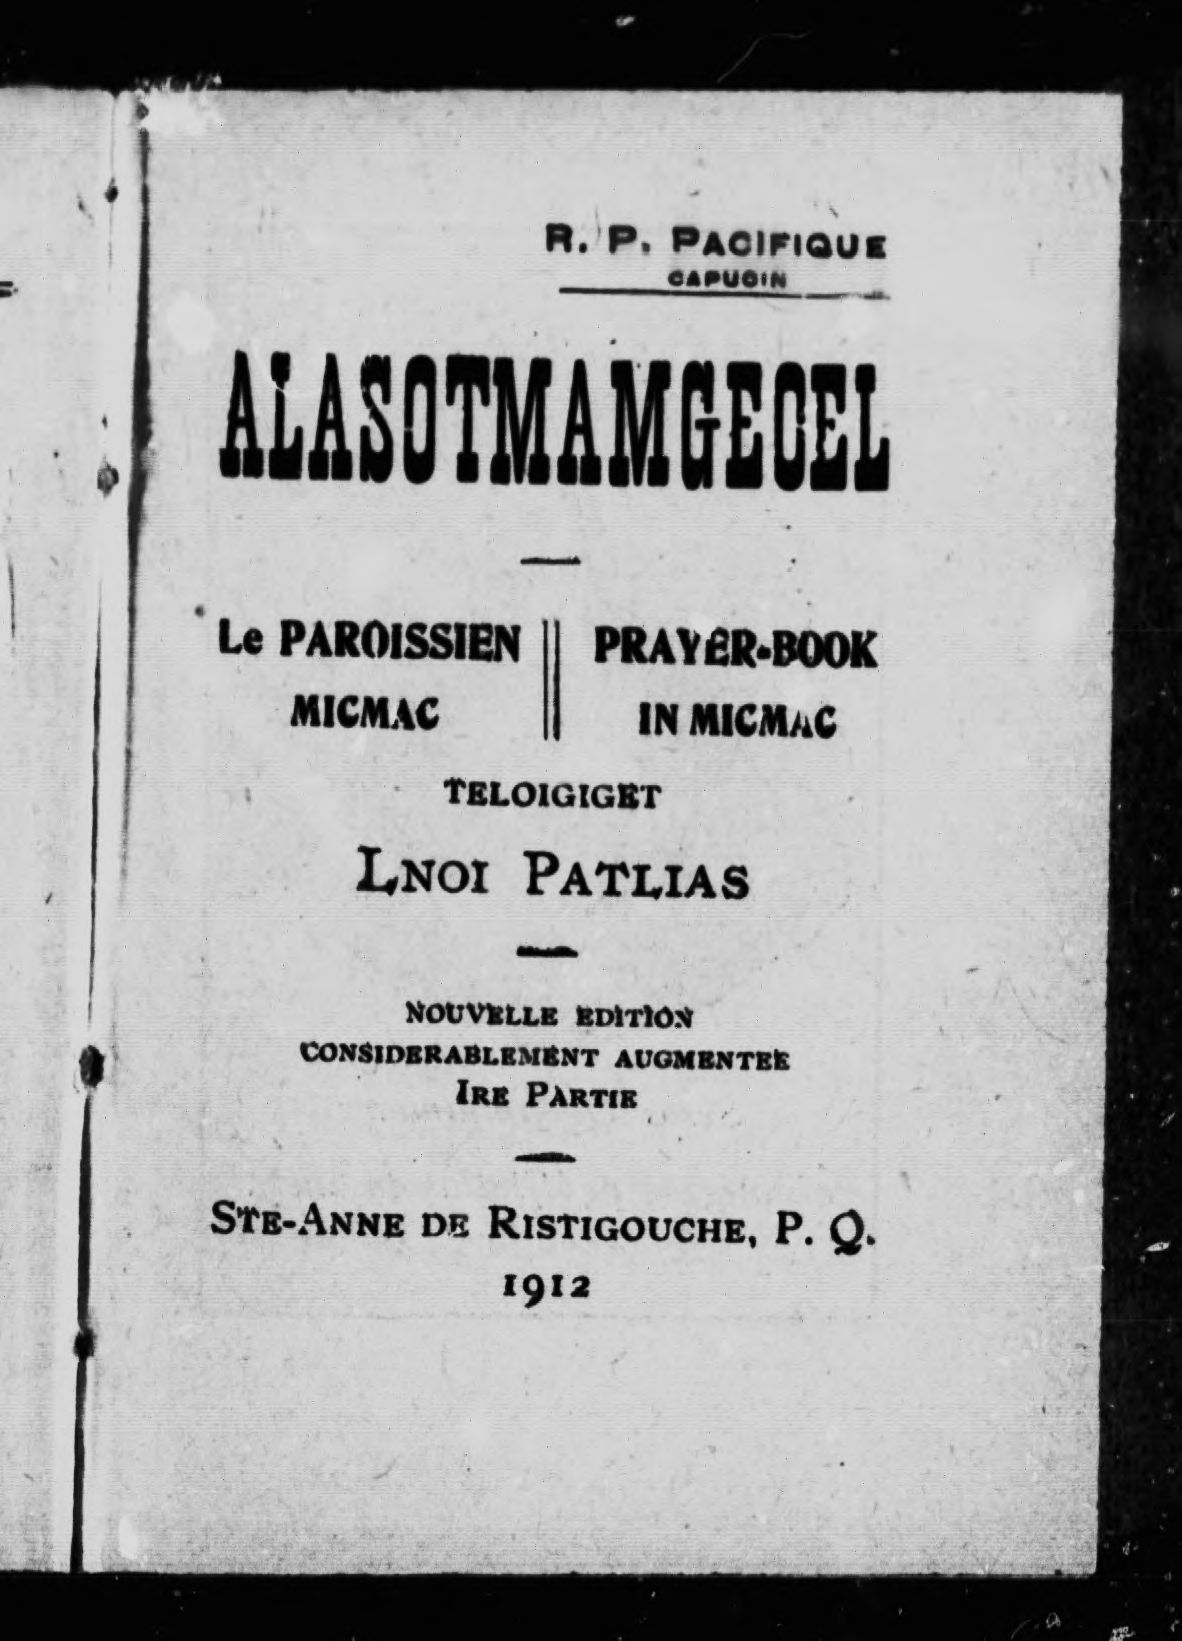 R. P. PACIFIQUE
CAPUCIN
ALASOTMAMGEOEL
Le PAROISSIEN
MICMAC
PRAYER-BOOK
IN MICMAC
TELOIGIGET
LNOI PATLIAS
NOUVELLE EDITION
CONSIDERABLEMENT AUGMENTEE
IRE PARTIE
STE-ANNE DE RISTIGOUCHE, P. Q.
1912